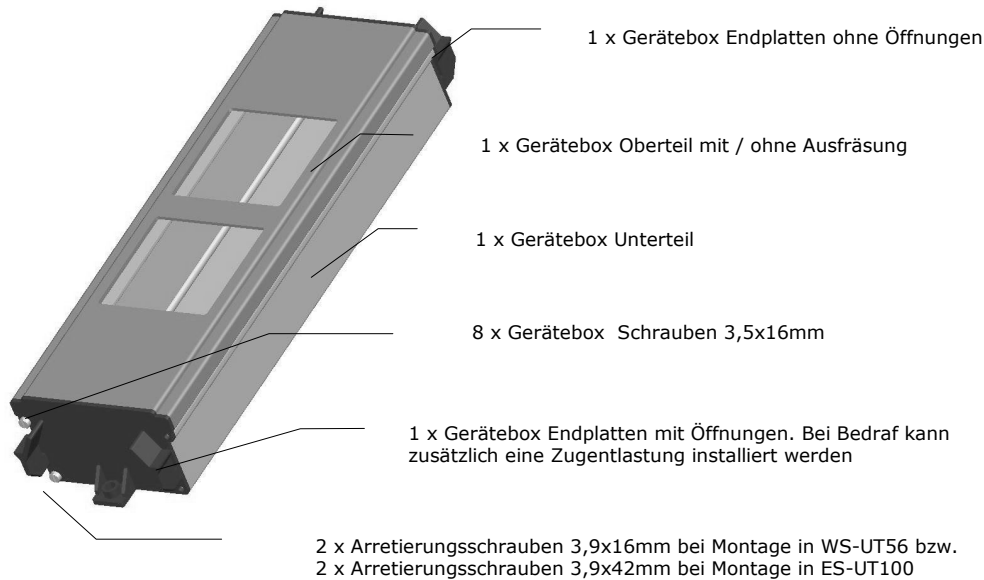 1 x Gerätebox Endplatten ohne Öffnungen
1 x Gerätebox Oberteil mit / ohne Ausfräsung
1 x Gerätebox Unterteil
8 x Gerätebox  Schrauben 3,5x16mm
1 x Gerätebox Endplatten mit Öffnungen. Bei Bedraf kann
zusätzlich eine Zugentlastung installiert werden
2 x Arretierungsschrauben 3,9x16mm bei Montage in WS-UT56 bzw.
2 x Arretierungsschrauben 3,9x42mm bei Montage in ES-UT100